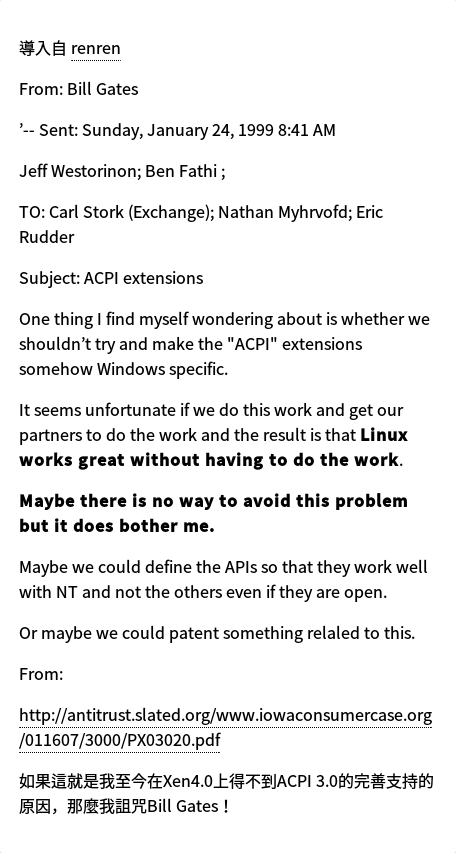 導入自 renren
From: Bill Gates
’-- Sent: Sunday, January 24, 1999 8:41 AM
Jeff Westorinon; Ben Fathi ;
TO: Carl Stork (Exchange); Nathan Myhrvofd; Eric
Rudder
Subject: ACPI extensions
One thing I find myself wondering about is whether we
shouldn’t try and make the "ACPI" extensions
somehow Windows specific.
It seems unfortunate if we do this work and get our
partners to do the work and the result is that Linux
works great without having to do the work.
Maybe there is no way to avoid this problem
but it does bother me.
Maybe we could define the APIs so that they work well
with NT and not the others even if they are open.
Or maybe we could patent something relaled to this.
From:
http://antitrust.slated.org/www.iowaconsumercase.org
/011607/3000/PX03020.pdf
如果這就是我至今在Xen4.0上得不到ACPI 3.0的完善支持的
原因，那麼我詛咒Bill Gates！